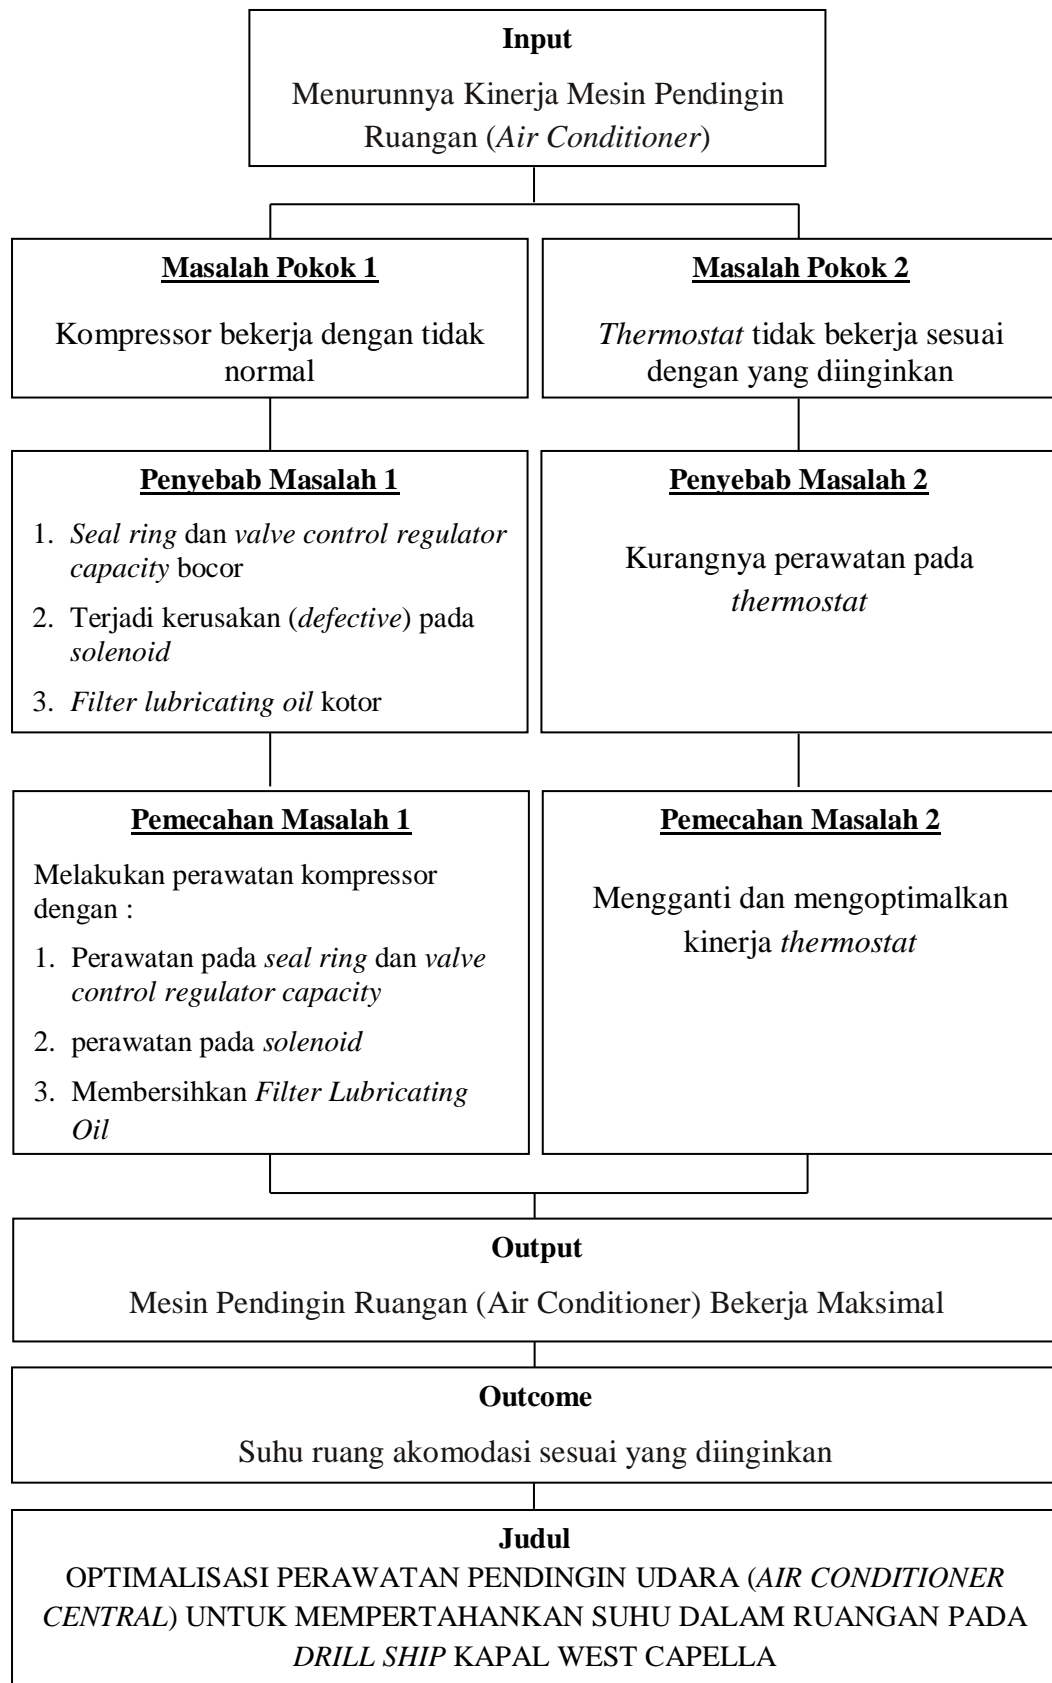 Input
Menurunnya Kinerja Mesin Pendingin
Ruangan (Air Conditioner)
Masalah Pokok 1
Kompressor bekerja dengan tidak
normal
Masalah Pokok 2
Thermostat tidak bekerja sesuai
dengan yang diinginkan
Penyebab Masalah 1
1. Seal ring dan valve control regulator
capacity bocor
2. Terjadi kerusakan (defective) pada
solenoid
3. Filter lubricating oil kotor
Penyebab Masalah 2
Kurangnya perawatan pada
thermostat
Pemecahan Masalah 1
Melakukan perawatan kompressor
dengan :
1. Perawatan pada seal ring dan valve
control regulator capacity
2. perawatan pada solenoid
3. Membersihkan Filter Lubricating
Oil
Pemecahan Masalah 2
Mengganti dan mengoptimalkan
kinerja thermostat
Output
Mesin Pendingin Ruangan (Air Conditioner) Bekerja Maksimal
Outcome
Suhu ruang akomodasi sesuai yang diinginkan
Judul
OPTIMALISASI PERAWATAN PENDINGIN UDARA (AIR CONDITIONER
CENTRAL) UNTUK MEMPERTAHANKAN SUHU DALAM RUANGAN PADA
DRILL SHIP KAPAL WEST CAPELLA